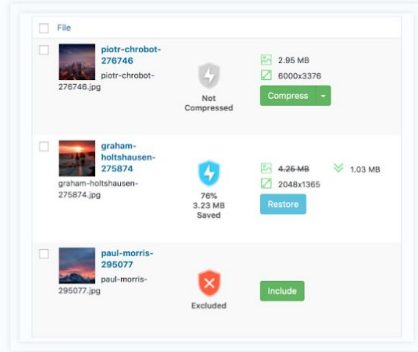 File
piotr-chrobot-
276746
piotr-chrobot-
276746.jpg
Not
Compressed
2.95 MB
6000x3376
Compress
graham-
holtshausen-
275874
graham-holtshausen-
275874.jpg
76%
3.23 MB
Saved
4.25 MB
1.03 MB
2048x1365
Restore
paul-morris-
295077
paul-morris-
295077.jpg
Excluded
Include